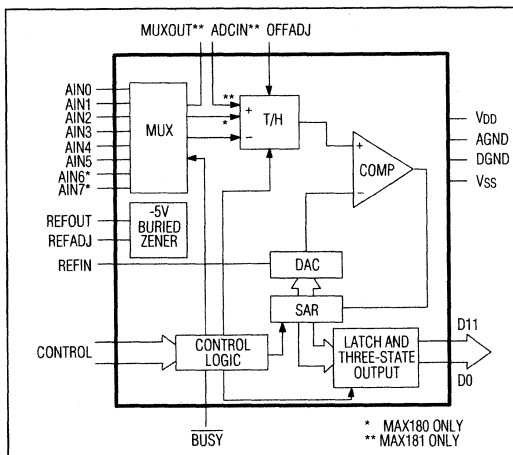 MUXOUT** ADCIN** OFFADJ
AIN0
AIN1
AIN2
AIN3
AIN4
AIN5
AIN6*
AIN7*
MUX
**
*
+
−
T/H
+
−
COMP
VDD
AGND
DGND
VSS
REFOUT
REFADJ
-5V
BURIED
ZENER
REFIN
DAC
SAR
CONTROL
CONTROL
LOGIC
LATCH AND
THREE-STATE
OUTPUT
D11
D0
BUSY
* MAX180 ONLY
** MAX181 ONLY